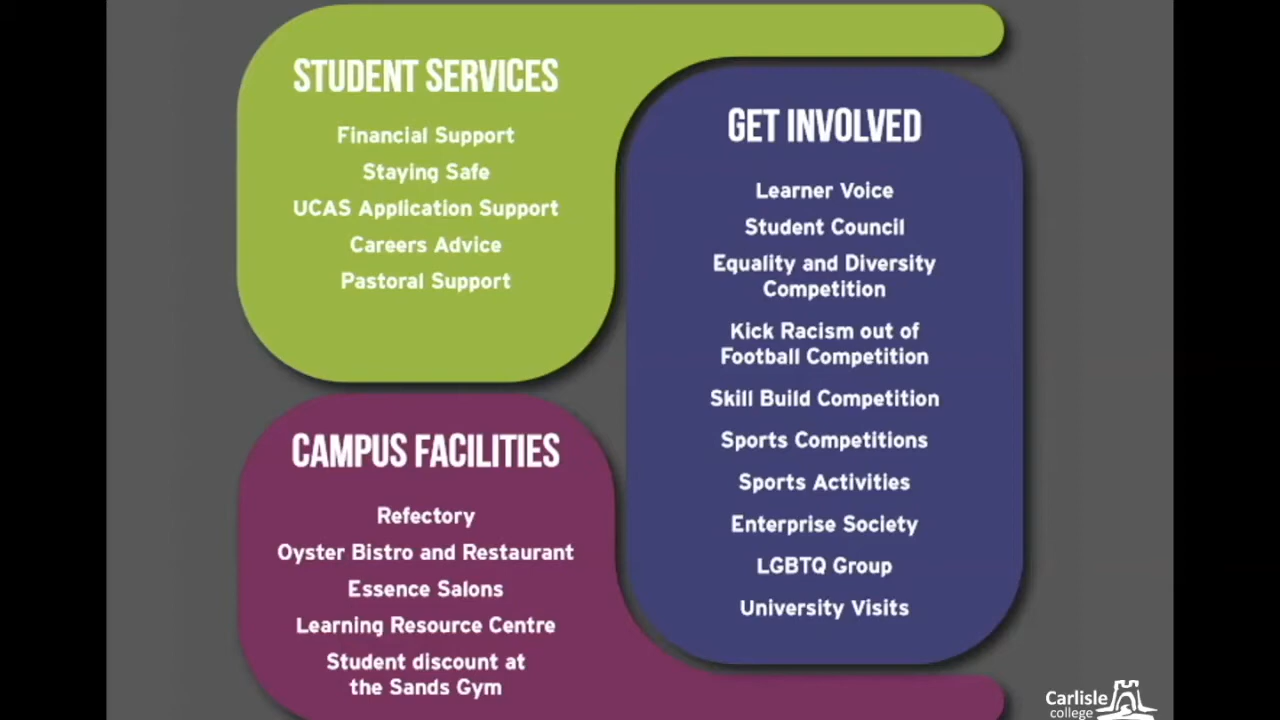 STUDENT SERVICES
Financial Support
Staying Safe
UCAS Application Support
Careers Advice
Pastoral Support
GET INVOLVED
Learner Voice
Student Council
Equality and Diversity
Competition
Kick Racism out of
Football Competition
Skill Build Competition
Sports Competitions
Sports Activities
Enterprise Society
LGBTQ Group
University Visits
CAMPUS FACILITIES
Refectory
Oyster Bistro and Restaurant
Essence Salons
Learning Resource Centre
Student discount at
the Sands Gym
Carlisle
college